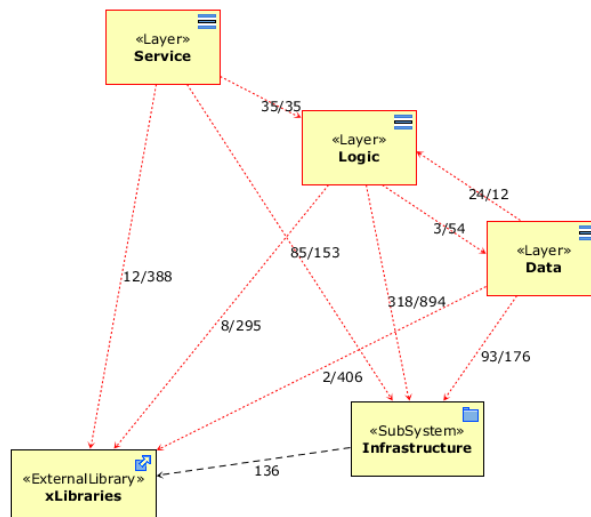 «Layer»
Service
35/35
«Layer»
Logic
24/12
3/54
«Layer»
Data
85/153
12/388
318/894
8/295
93/176
2/406
«SubSystem»
Infrastructure
136
«ExternalLibrary»
xLibraries